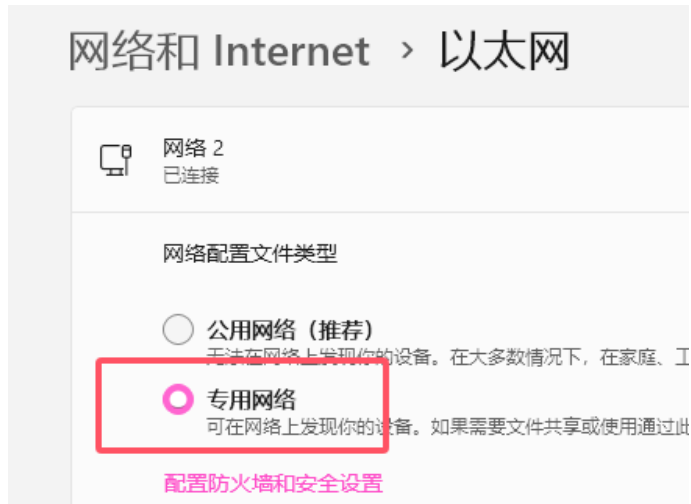 网络和 Internet › 以太网
网络 2
已连接
网络配置文件类型
公用网络（推荐）
无法在网络上发现你的设备。在大多数情况下，在家庭、工
专用网络
可在网络上发现你的设备。如果需要文件共享或使用通过此
配置防火墙和安全设置